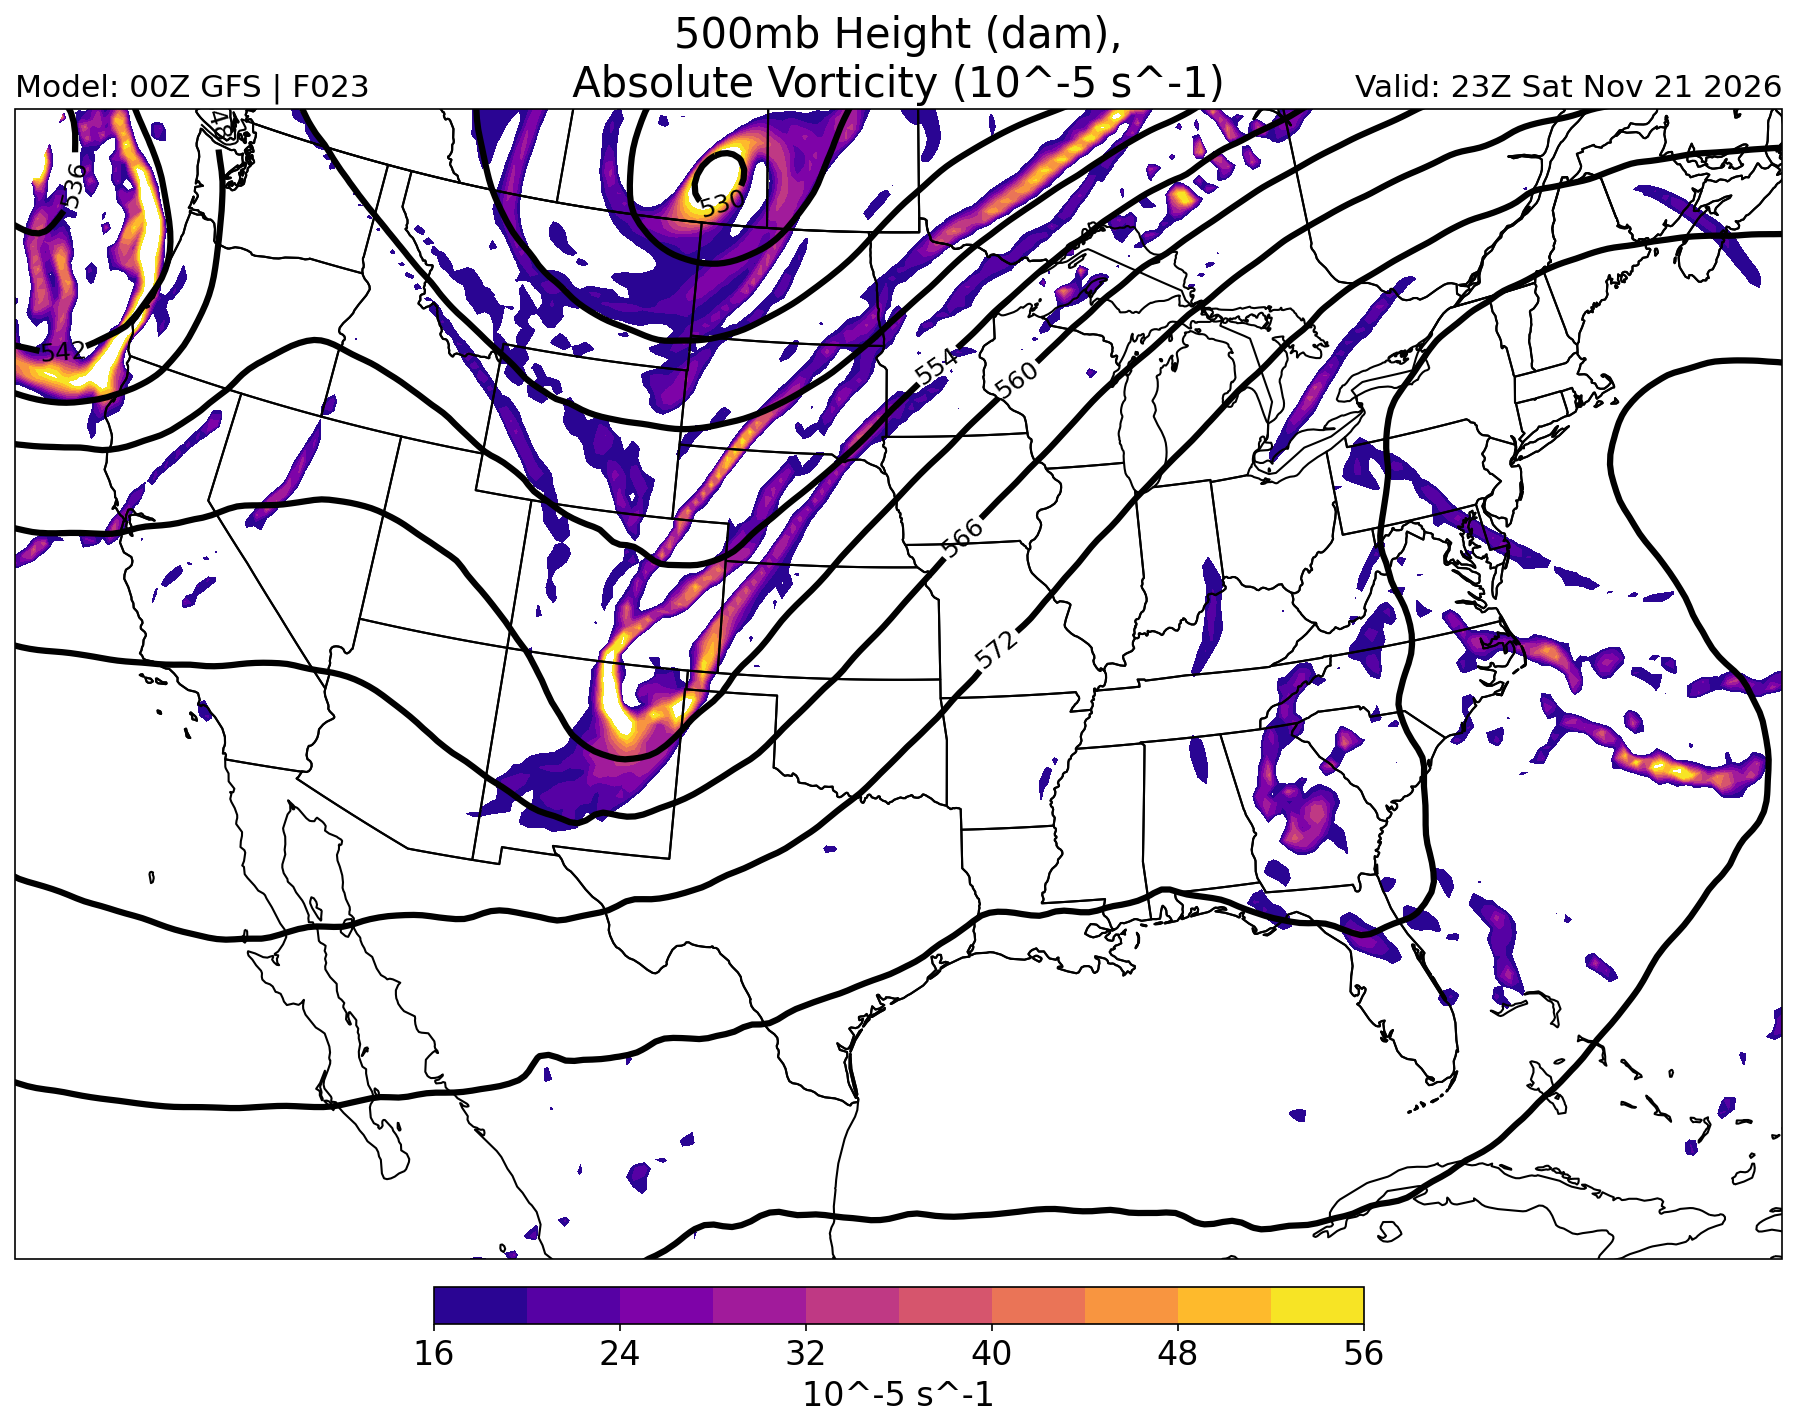 500mb Height (dam),
Absolute Vorticity (10^-5 s^-1)
Model: 00Z GFS | F023
Valid: 23Z Sat Nov 21 2026
536
530
542
554
560
566
572
16 24 32 40 48 56
10^-5 s^-1